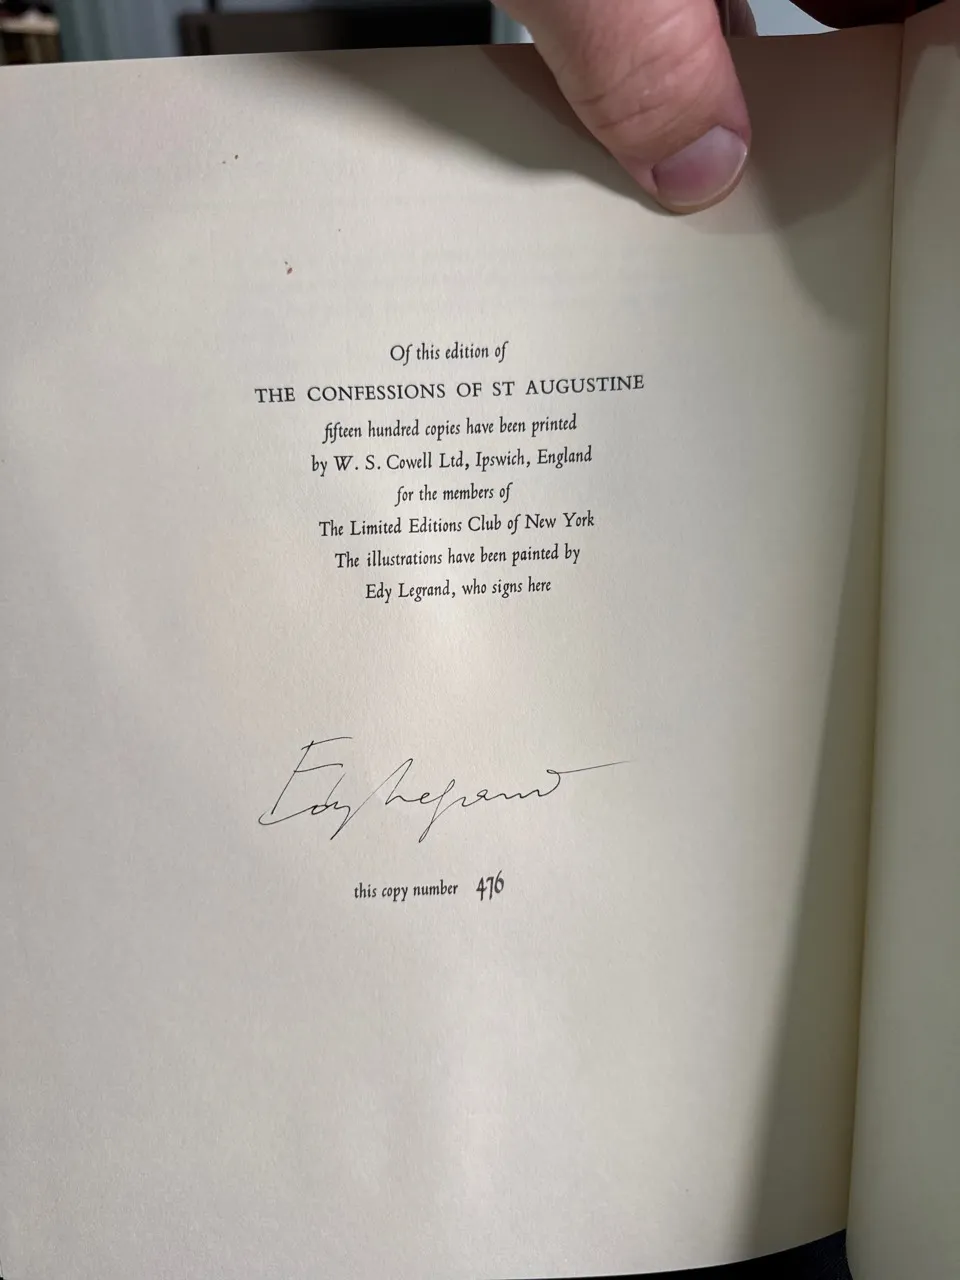 Of this edition of
THE CONFESSIONS OF ST AUGUSTINE
fifteen hundred copies have been printed
by W. S. Cowell Ltd, Ipswich, England
for the members of
The Limited Editions Club of New York
The illustrations have been painted by
Edy Legrand, who signs here
Edy Legrand
this copy number 476